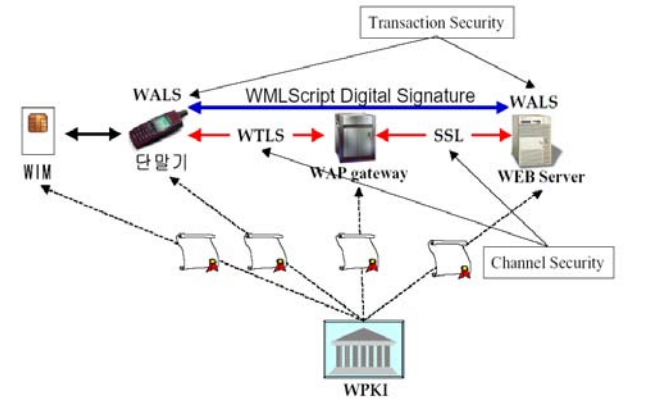 Transaction Security
WALS
WMLScript Digital Signature
WALS
WTLS
SSL
WIM
단말기
WAP gateway
WEB Server
Channel Security
WPKI